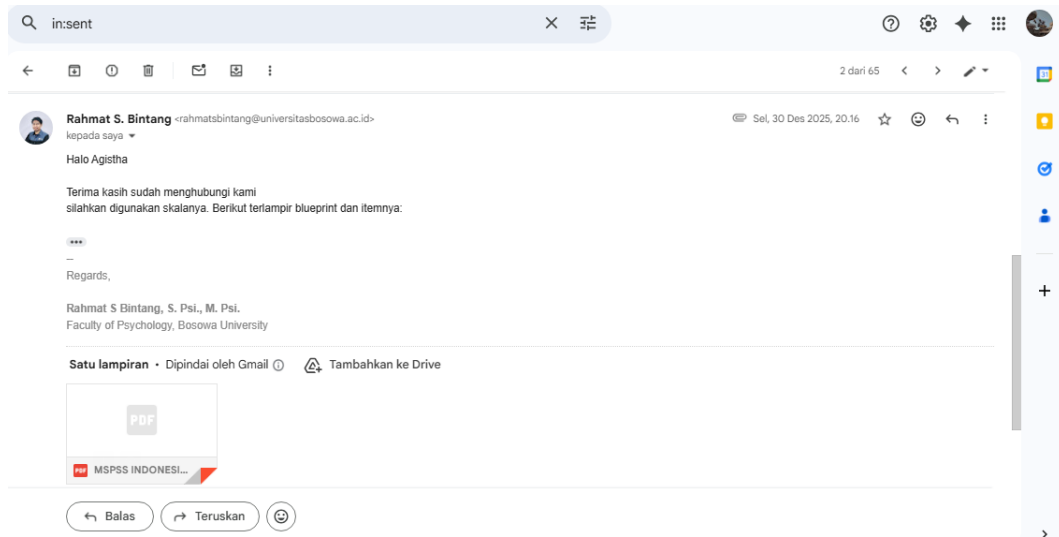 in:sent
2 dari 65
Rahmat S. Bintang <rahmatsbintang@universitasbosowa.ac.id>
Sel, 30 Des 2025, 20.16
kepada saya
Halo Agistha
Terima kasih sudah menghubungi kami
silahkan digunakan skalanya. Berikut terlampir blueprint dan itemnya:
--
Regards,
Rahmat S Bintang, S. Psi., M. Psi.
Faculty of Psychology, Bosowa University
Satu lampiran • Dipindai oleh Gmail
Tambahkan ke Drive
PDF
PDF MSPSS INDONESI...
Balas
Teruskan
31